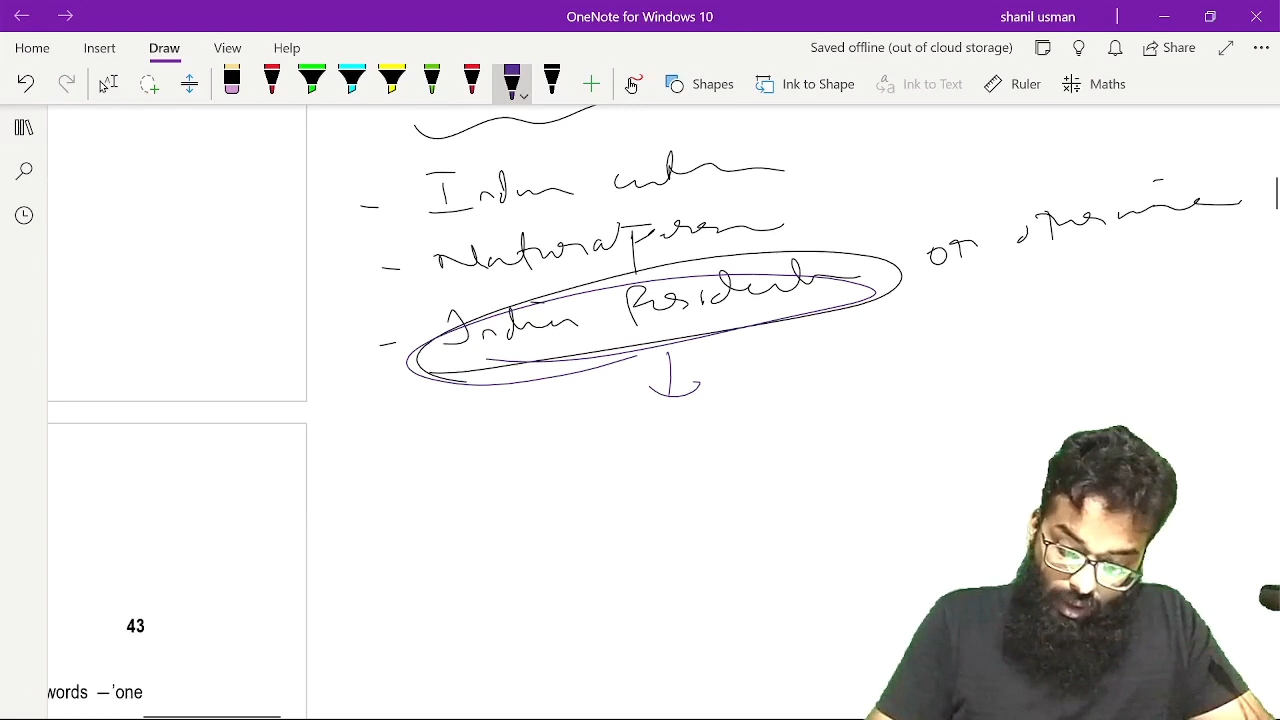 OneNote for Windows 10
shanil usman
Home Insert Draw View Help
Saved offline (out of cloud storage)
Share
Shapes
Ink to Shape
Ink to Text
Ruler
Maths
- Indian
- Natural Person
- Indian Resident or otherwise
43
words —'one